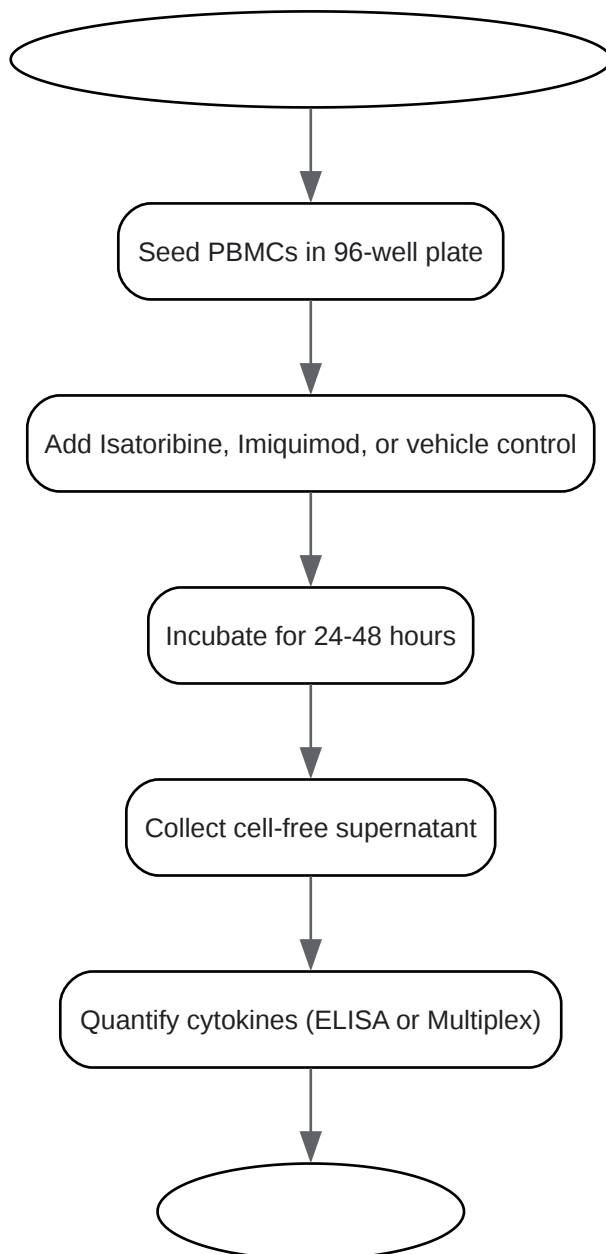 Seed PBMCs in 96-well plate
Add Isatoribine, Imiquimod, or vehicle control
Incubate for 24-48 hours
Collect cell-free supernatant
Quantify cytokines (ELISA or Multiplex)